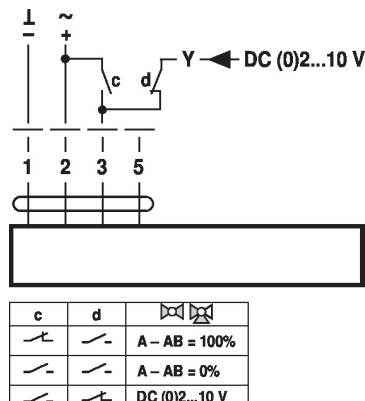 ⊥ ~
– +
c d Y DC (0)2...10 V
1 2 3 5
c d
A – AB = 100%
A – AB = 0%
DC (0)2...10 V